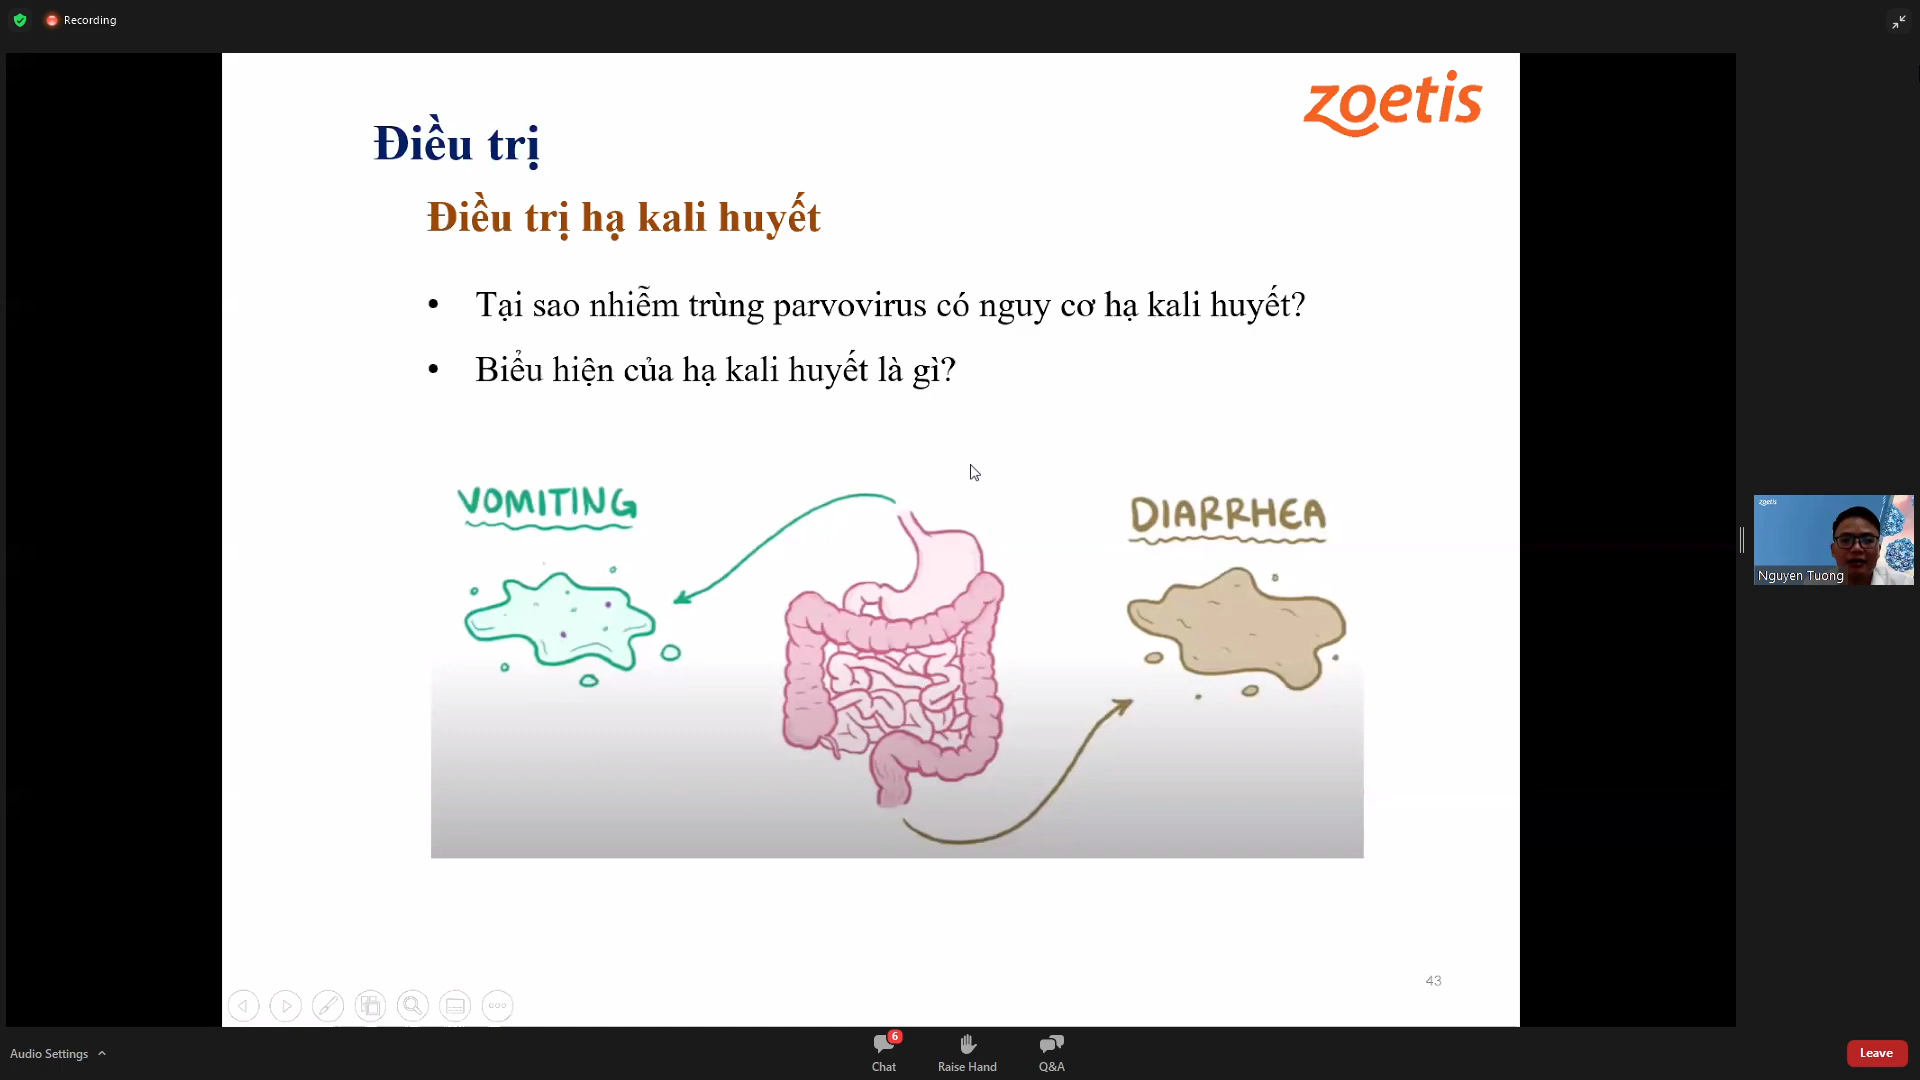 Recording
zoetis
Điều trị
Điều trị hạ kali huyết
• Tại sao nhiễm trùng parvovirus có nguy cơ hạ kali huyết?
• Biểu hiện của hạ kali huyết là gì?
VOMITING
DIARRHEA
zoetis
Nguyen Tuong
43
Audio Settings
6
Chat
Raise Hand
Q&A
Leave